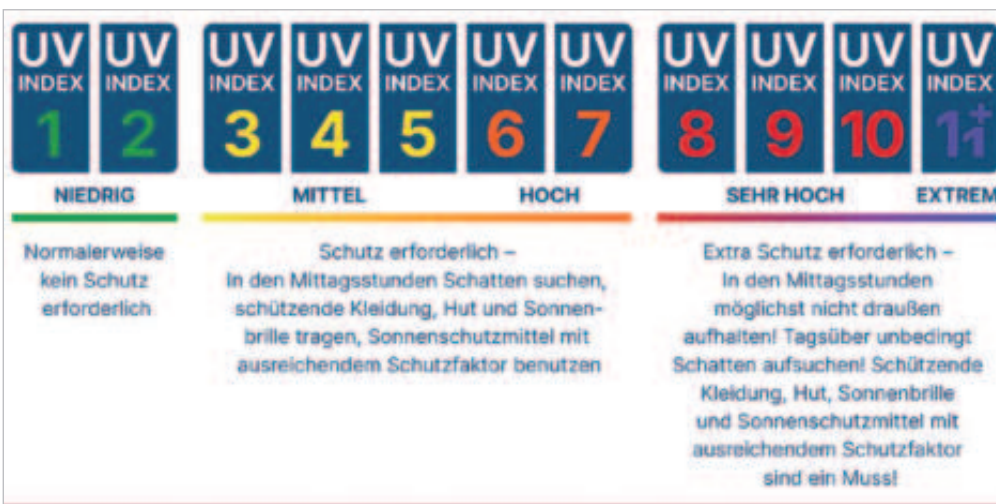 UV UV UV UV UV UV UV UV UV UV UV
INDEX INDEX INDEX INDEX INDEX INDEX INDEX INDEX INDEX INDEX INDEX
1 2 3 4 5 6 7 8 9 10 11+
NIEDRIG MITTEL HOCH SEHR HOCH EXTREM
Normalerweise
kein Schutz
erforderlich
Schutz erforderlich –
In den Mittagsstunden Schatten suchen,
schützende Kleidung, Hut und Sonnen-
brille tragen, Sonnenschutzmittel mit
ausreichendem Schutzfaktor benutzen
Extra Schutz erforderlich –
In den Mittagsstunden
möglichst nicht draußen
aufhalten! Tagsüber unbedingt
Schatten aufsuchen! Schützende
Kleidung, Hut, Sonnenbrille
und Sonnenschutzmittel mit
ausreichendem Schutzfaktor
sind ein Muss!